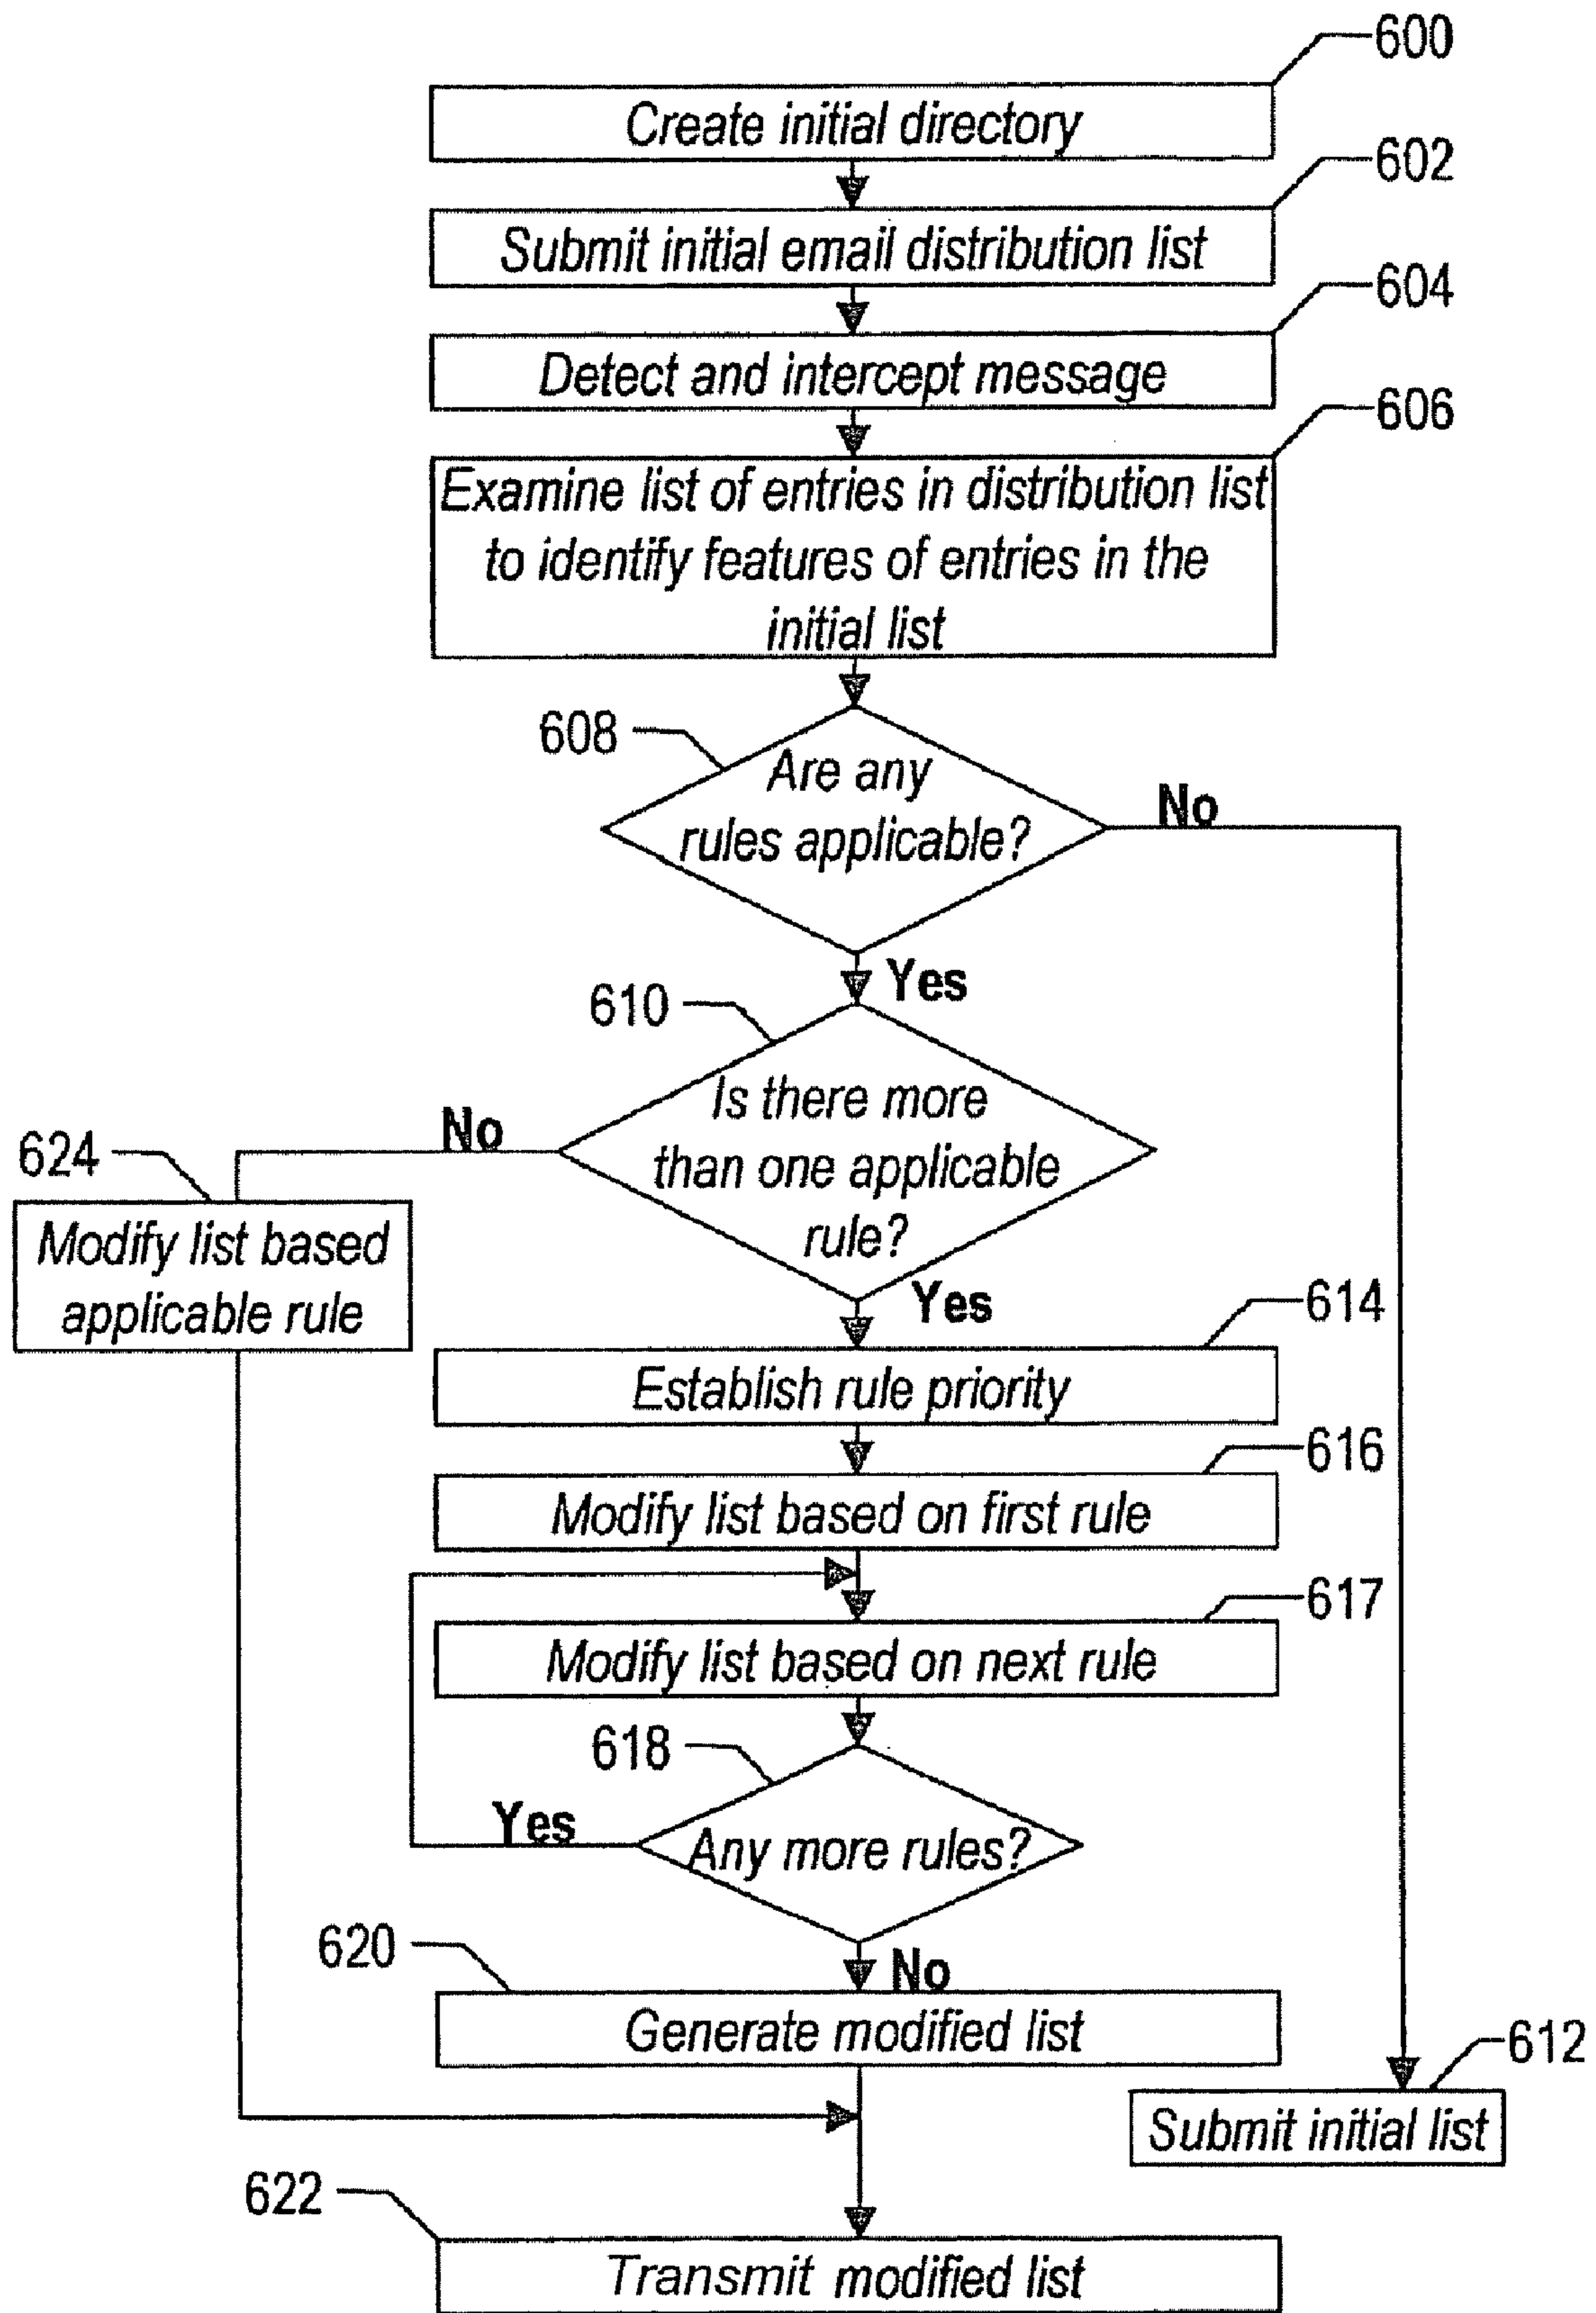 600
Create initial directory
602
Submit initial email distribution list
604
Detect and intercept message
606
Examine list of entries in distribution list
to identify features of entries in the
initial list
608
Are any
rules applicable?
No
Yes
610
Is there more
than one applicable
rule?
No
624
Modify list based
applicable rule
Yes
614
Establish rule priority
616
Modify list based on first rule
617
Modify list based on next rule
618
Any more rules?
Yes
No
620
Generate modified list
612
Submit initial list
622
Transmit modified list